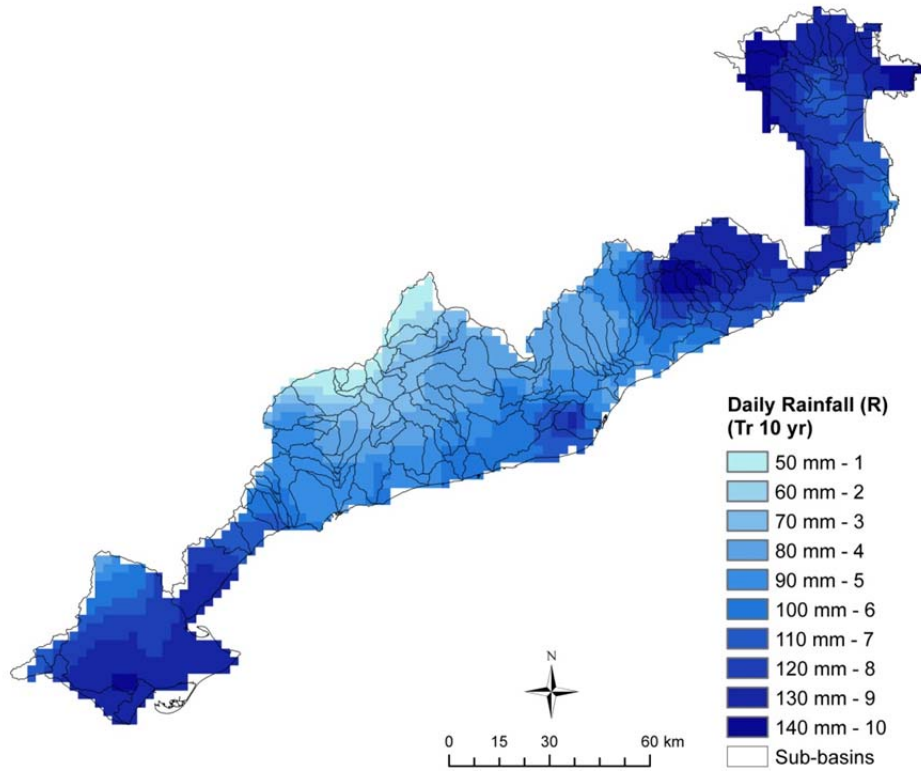 Daily Rainfall (R)
(Tr 10 yr)
50 mm - 1
60 mm - 2
70 mm - 3
80 mm - 4
90 mm - 5
100 mm - 6
110 mm - 7
120 mm - 8
130 mm - 9
140 mm - 10
Sub-basins
N
0 15 30 60 km